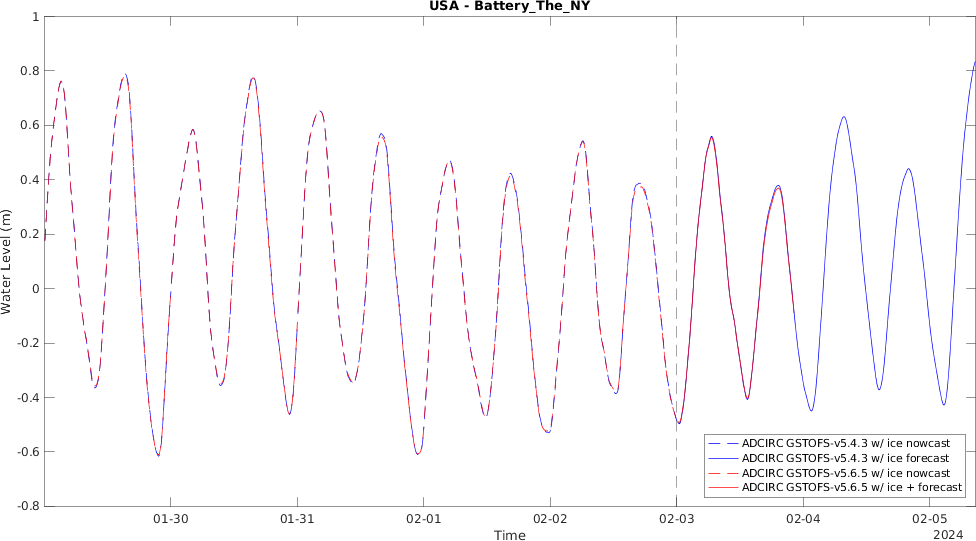 USA - Battery_The_NY
1
0.8
0.6
0.4
0.2
0
-0.2
-0.4
-0.6
-0.8
Water Level (m)
ADCIRC GSTOFS-v5.4.3 w/ ice nowcast
ADCIRC GSTOFS-v5.4.3 w/ ice forecast
ADCIRC GSTOFS-v5.6.5 w/ ice nowcast
ADCIRC GSTOFS-v5.6.5 w/ ice + forecast
01-30 01-31 02-01 02-02 02-03 02-04 02-05
Time
2024